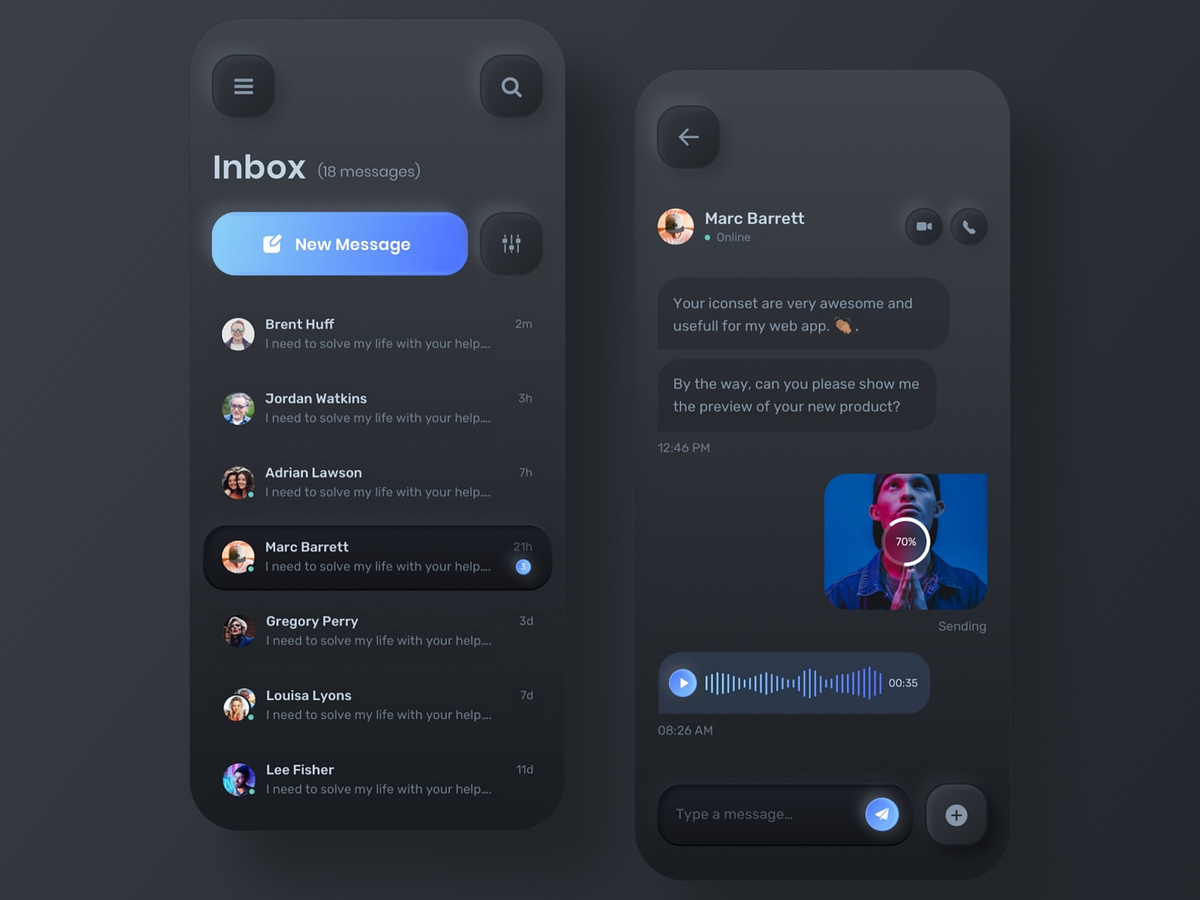 Inbox (18 messages)
New Message
Brent Huff 2m
I need to solve my life with your help....
Jordan Watkins 3h
I need to solve my life with your help....
Adrian Lawson 7h
I need to solve my life with your help....
Marc Barrett 21h
I need to solve my life with your help.... 3
Gregory Perry 3d
I need to solve my life with your help....
Louisa Lyons 7d
I need to solve my life with your help....
Lee Fisher 11d
I need to solve my life with your help....
Marc Barrett
Online
Your iconset are very awesome and
usefull for my web app. 👏🏽 .
By the way, can you please show me
the preview of your new product?
12:46 PM
70%
Sending
00:35
08:26 AM
Type a message...